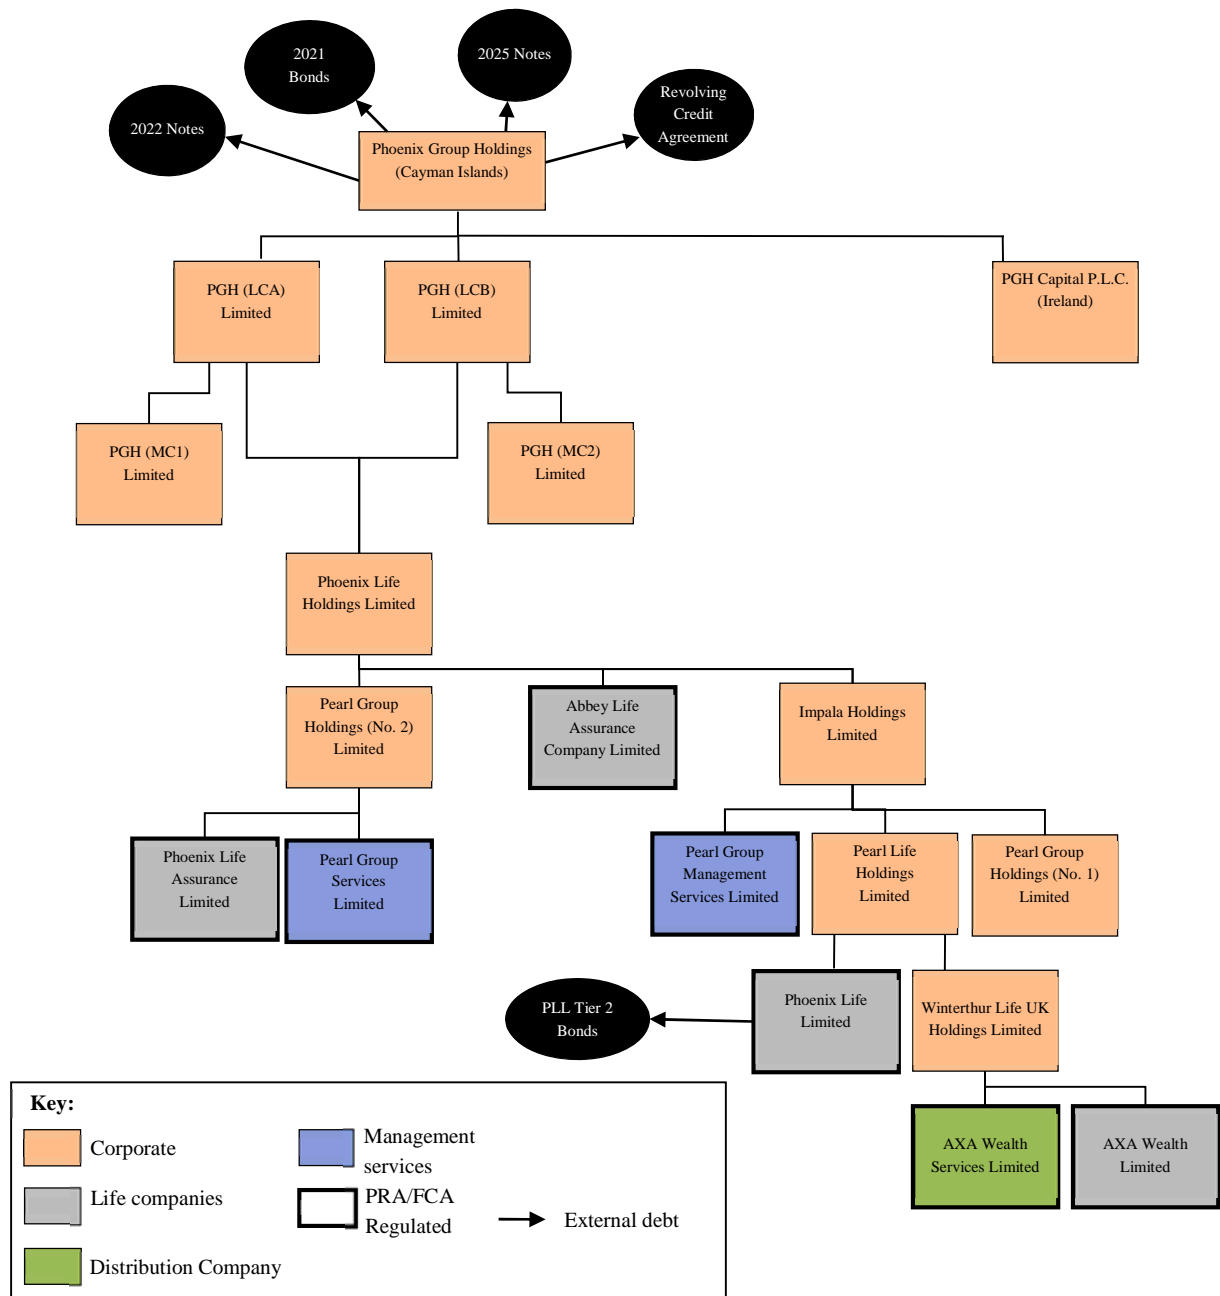 2021
Bonds
2025 Notes
2022 Notes
Revolving
Credit
Agreement
Phoenix Group Holdings
(Cayman Islands)
PGH (LCA)
Limited
PGH (LCB)
Limited
PGH Capital P.L.C.
(Ireland)
PGH (MC1)
Limited
PGH (MC2)
Limited
Phoenix Life
Holdings Limited
Pearl Group
Holdings (No. 2)
Limited
Abbey Life
Assurance
Company Limited
Impala Holdings
Limited
Phoenix Life
Assurance
Limited
Pearl Group
Services
Limited
Pearl Group
Management
Services Limited
Pearl Life
Holdings
Limited
Pearl Group
Holdings (No. 1)
Limited
PLL Tier 2
Bonds
Phoenix Life
Limited
Winterthur Life UK
Holdings Limited
AXA Wealth
Services Limited
AXA Wealth
Limited
Key:
Corporate
Management
services
Life companies
PRA/FCA
Regulated
External debt
Distribution Company